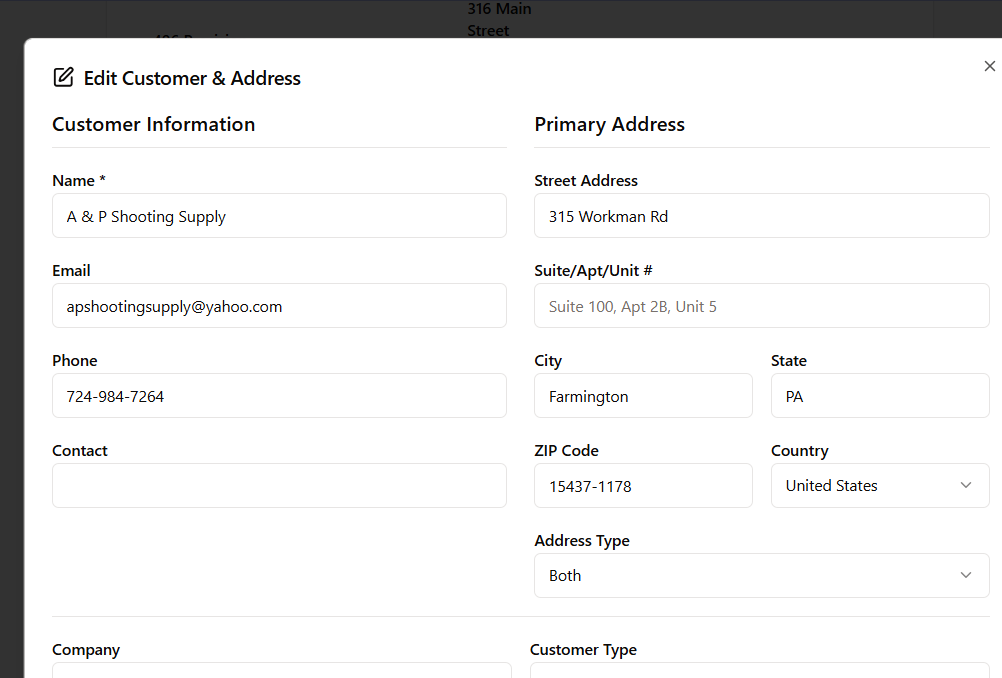 316 Main
Street
Edit Customer & Address
Customer Information
Name *
A & P Shooting Supply
Email
apshootingsupply@yahoo.com
Phone
724-984-7264
Contact
Primary Address
Street Address
315 Workman Rd
Suite/Apt/Unit #
Suite 100, Apt 2B, Unit 5
City
State
Farmington
PA
ZIP Code
Country
15437-1178
United States
Address Type
Both
Company
Customer Type